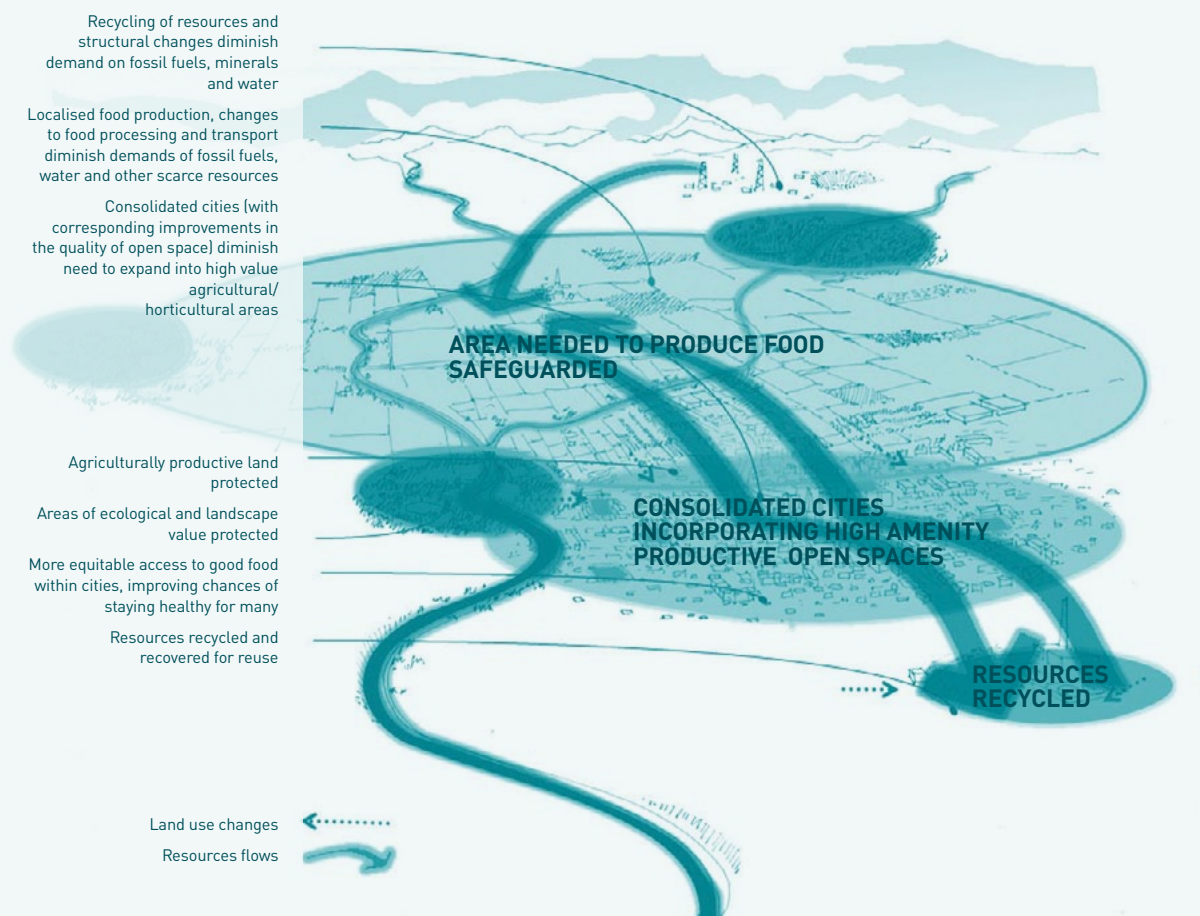 Recycling of resources and
structural changes diminish
demand on fossil fuels, minerals
and water
Localised food production, changes
to food processing and transport
diminish demands of fossil fuels,
water and other scarce resources
Consolidated cities (with
corresponding improvements in
the quality of open space) diminish
need to expand into high value
agricultural/
horticultural areas
AREA NEEDED TO PRODUCE FOOD
SAFEGUARDED
Agriculturally productive land
protected
Areas of ecological and landscape
value protected
More equitable access to good food
within cities, improving chances of
staying healthy for many
Resources recycled and
recovered for reuse
CONSOLIDATED CITIES
INCORPORATING HIGH AMENITY
PRODUCTIVE OPEN SPACES
RESOURCES
RECYCLED
Land use changes
Resources flows